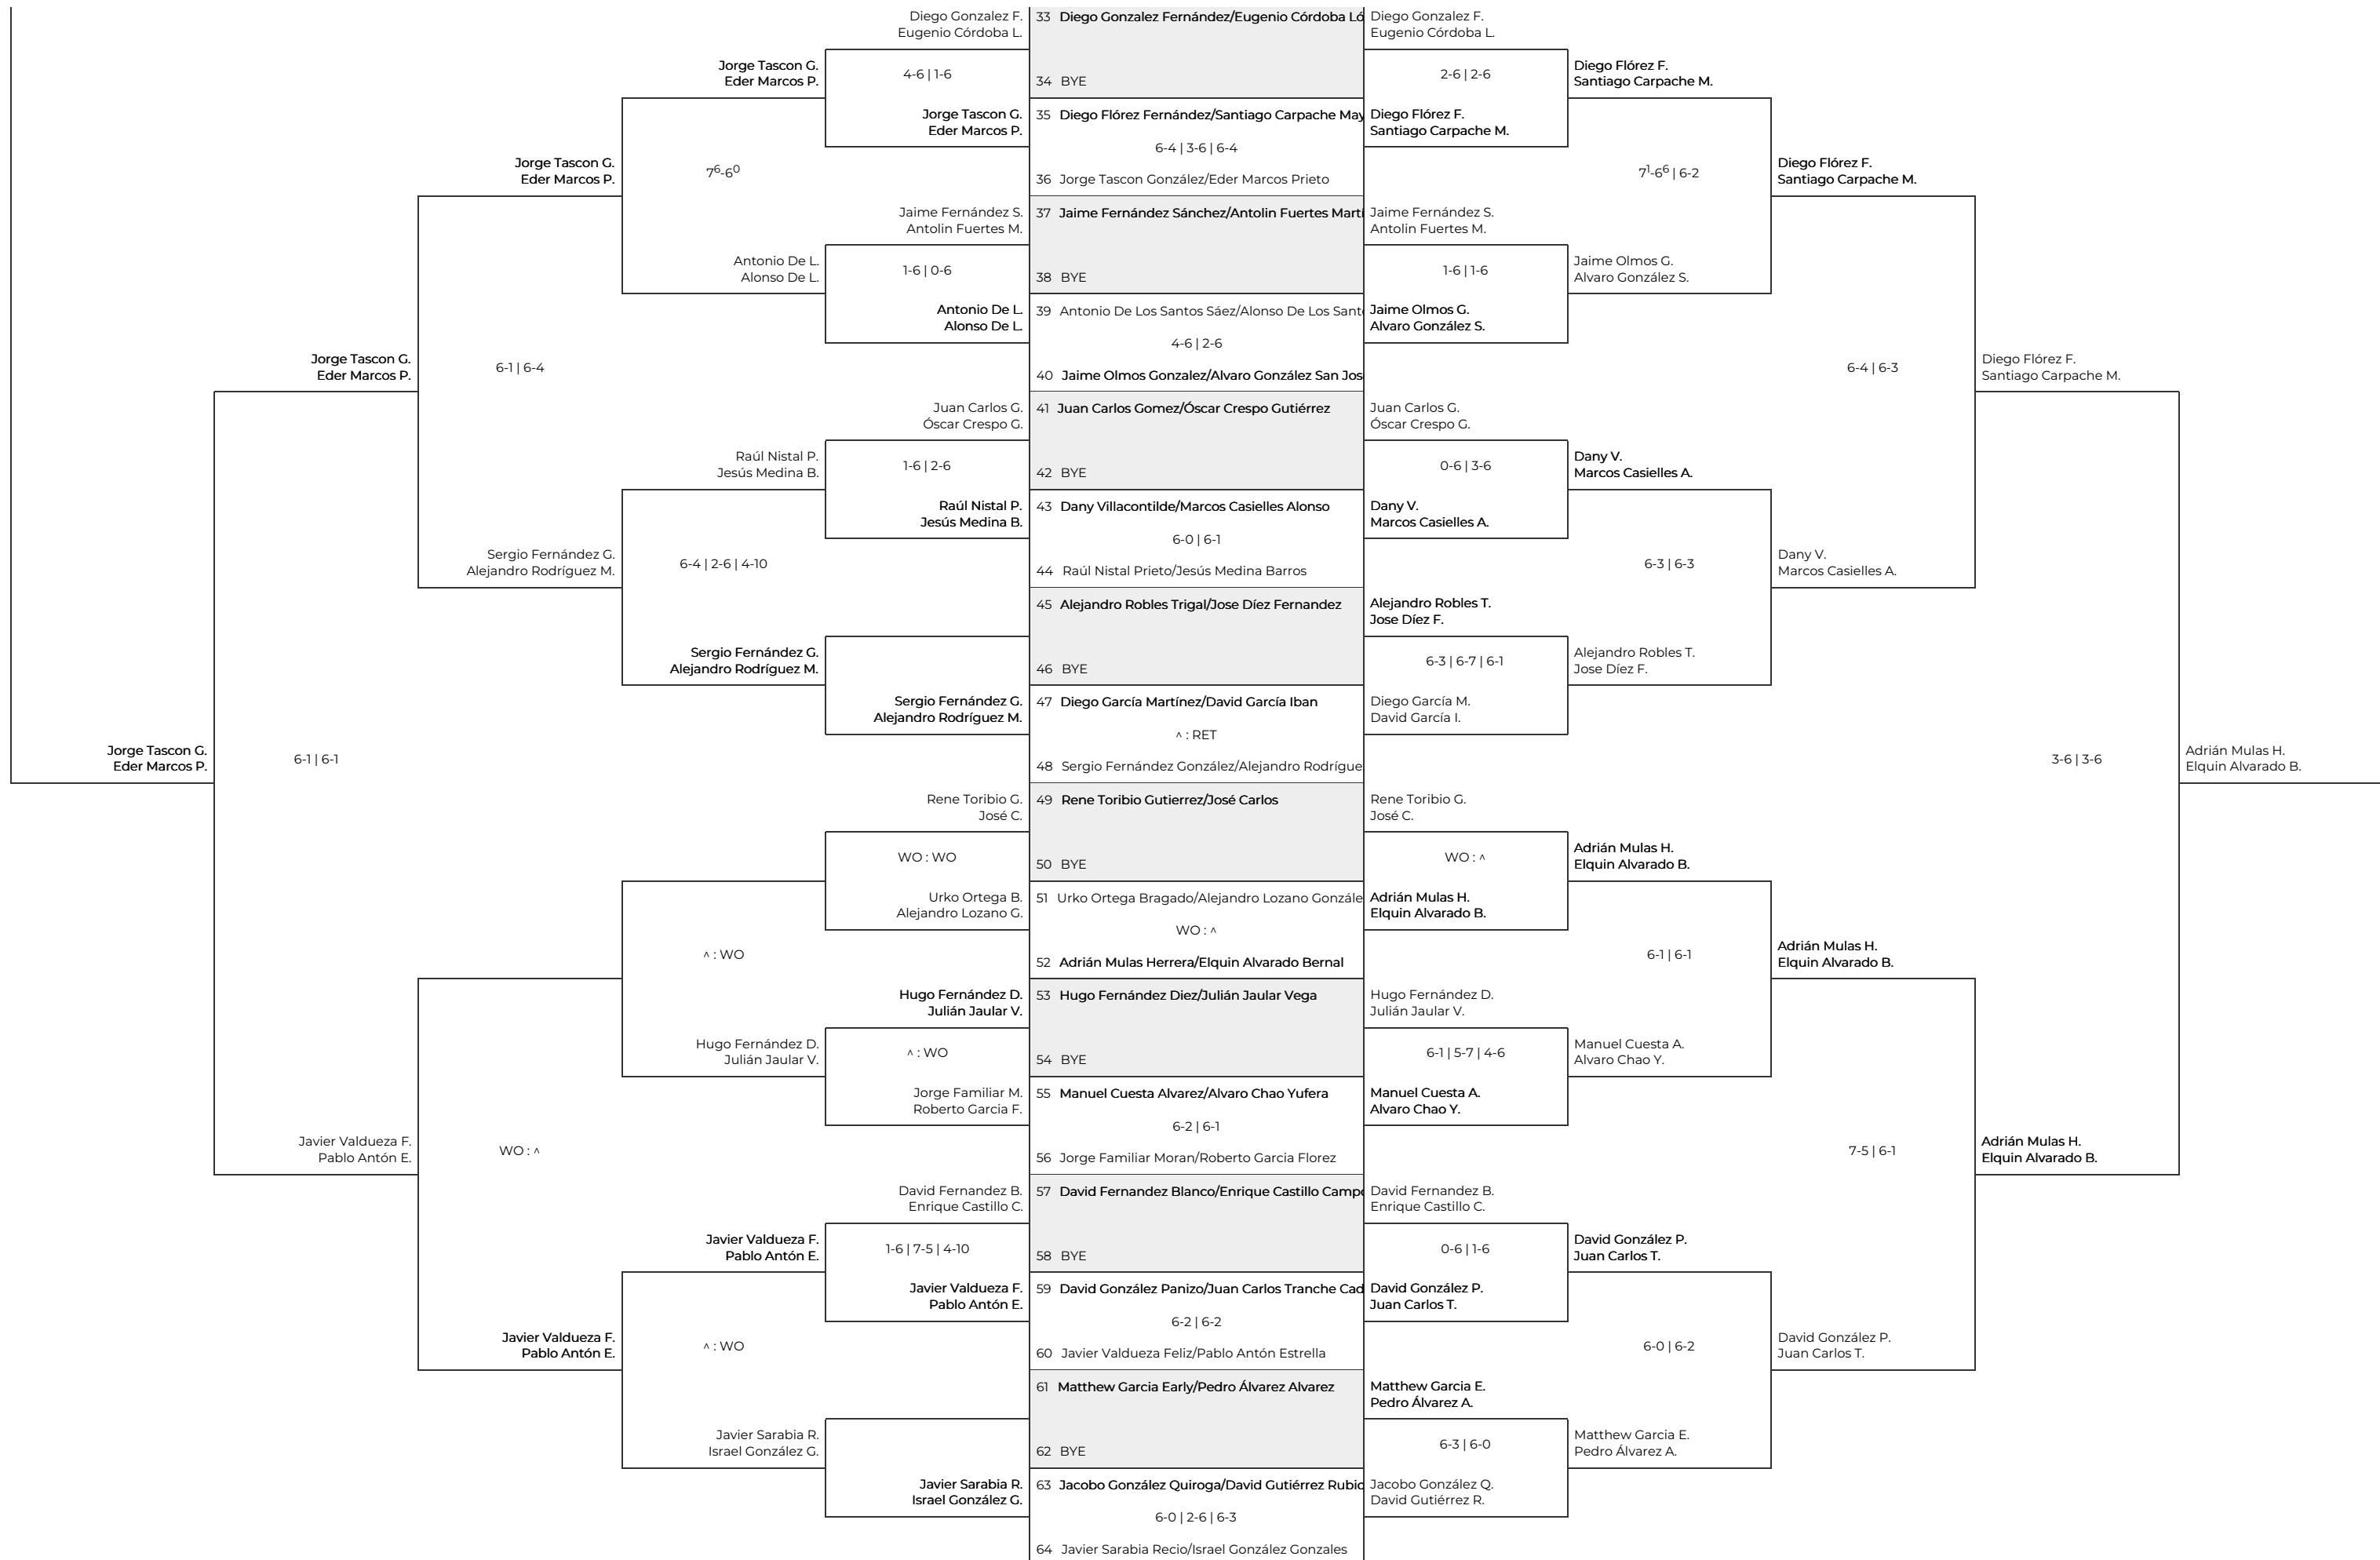 Diego Gonzalez F.
Eugenio Córdoba L.
Jorge Tascon G.
Eder Marcos P.
4-6 | 1-6
Jorge Tascon G.
Eder Marcos P.
Jorge Tascon G.
Eder Marcos P.
7⁶-6⁰
Jaime Fernández S.
Antolin Fuertes M.
Antonio De L.
Alonso De L.
1-6 | 0-6
Antonio De L.
Alonso De L.
Jorge Tascon G.
Eder Marcos P.
6-1 | 6-4
Juan Carlos G.
Óscar Crespo G.
Raúl Nistal P.
Jesús Medina B.
1-6 | 2-6
Raúl Nistal P.
Jesús Medina B.
Sergio Fernández G.
Alejandro Rodríguez M.
6-4 | 2-6 | 4-10
Sergio Fernández G.
Alejandro Rodríguez M.
Sergio Fernández G.
Alejandro Rodríguez M.
Jorge Tascon G.
Eder Marcos P.
6-1 | 6-1
Rene Toribio G.
José C.
WO : WO
Urko Ortega B.
Alejandro Lozano G.
^ : WO
Hugo Fernández D.
Julián Jaular V.
Hugo Fernández D.
Julián Jaular V.
^ : WO
Jorge Familiar M.
Roberto Garcia F.
Javier Valdueza F.
Pablo Antón E.
WO : ^
David Fernandez B.
Enrique Castillo C.
Javier Valdueza F.
Pablo Antón E.
1-6 | 7-5 | 4-10
Javier Valdueza F.
Pablo Antón E.
Javier Valdueza F.
Pablo Antón E.
^ : WO
Javier Sarabia R.
Israel González G.
Javier Sarabia R.
Israel González G.
33 Diego Gonzalez Fernández/Eugenio Córdoba Ló
34 BYE
35 Diego Flórez Fernández/Santiago Carpache May
6-4 | 3-6 | 6-4
36 Jorge Tascon González/Eder Marcos Prieto
37 Jaime Fernández Sánchez/Antolin Fuertes Martí
38 BYE
39 Antonio De Los Santos Sáez/Alonso De Los Sant
4-6 | 2-6
40 Jaime Olmos Gonzalez/Alvaro González San Jos
41 Juan Carlos Gomez/Óscar Crespo Gutiérrez
42 BYE
43 Dany Villacontilde/Marcos Casielles Alonso
6-0 | 6-1
44 Raúl Nistal Prieto/Jesús Medina Barros
45 Alejandro Robles Trigal/Jose Díez Fernandez
46 BYE
47 Diego García Martínez/David García Iban
^ : RET
48 Sergio Fernández González/Alejandro Rodrígue
49 Rene Toribio Gutierrez/José Carlos
50 BYE
51 Urko Ortega Bragado/Alejandro Lozano Gonzále
WO : ^
52 Adrián Mulas Herrera/Elquin Alvarado Bernal
53 Hugo Fernández Diez/Julián Jaular Vega
54 BYE
55 Manuel Cuesta Alvarez/Alvaro Chao Yufera
6-2 | 6-1
56 Jorge Familiar Moran/Roberto Garcia Florez
57 David Fernandez Blanco/Enrique Castillo Camp
58 BYE
59 David González Panizo/Juan Carlos Tranche Cad
6-2 | 6-2
60 Javier Valdueza Feliz/Pablo Antón Estrella
61 Matthew Garcia Early/Pedro Álvarez Alvarez
62 BYE
63 Jacobo González Quiroga/David Gutiérrez Rubio
6-0 | 2-6 | 6-3
64 Javier Sarabia Recio/Israel González Gonzales
Diego Gonzalez F.
Eugenio Córdoba L.
2-6 | 2-6
Diego Flórez F.
Santiago Carpache M.
Diego Flórez F.
Santiago Carpache M.
7¹-6⁶ | 6-2
Diego Flórez F.
Santiago Carpache M.
Jaime Fernández S.
Antolin Fuertes M.
1-6 | 1-6
Jaime Olmos G.
Alvaro González S.
Jaime Olmos G.
Alvaro González S.
6-4 | 6-3
Diego Flórez F.
Santiago Carpache M.
Juan Carlos G.
Óscar Crespo G.
0-6 | 3-6
Dany V.
Marcos Casielles A.
Dany V.
Marcos Casielles A.
6-3 | 6-3
Dany V.
Marcos Casielles A.
Alejandro Robles T.
Jose Díez F.
6-3 | 6-7 | 6-1
Alejandro Robles T.
Jose Díez F.
Diego García M.
David García I.
3-6 | 3-6
Adrián Mulas H.
Elquin Alvarado B.
Rene Toribio G.
José C.
WO : ^
Adrián Mulas H.
Elquin Alvarado B.
Adrián Mulas H.
Elquin Alvarado B.
6-1 | 6-1
Adrián Mulas H.
Elquin Alvarado B.
Hugo Fernández D.
Julián Jaular V.
6-1 | 5-7 | 4-6
Manuel Cuesta A.
Alvaro Chao Y.
Manuel Cuesta A.
Alvaro Chao Y.
7-5 | 6-1
Adrián Mulas H.
Elquin Alvarado B.
David Fernandez B.
Enrique Castillo C.
0-6 | 1-6
David González P.
Juan Carlos T.
David González P.
Juan Carlos T.
6-0 | 6-2
David González P.
Juan Carlos T.
Matthew Garcia E.
Pedro Álvarez A.
6-3 | 6-0
Matthew Garcia E.
Pedro Álvarez A.
Jacobo González Q.
David Gutiérrez R.